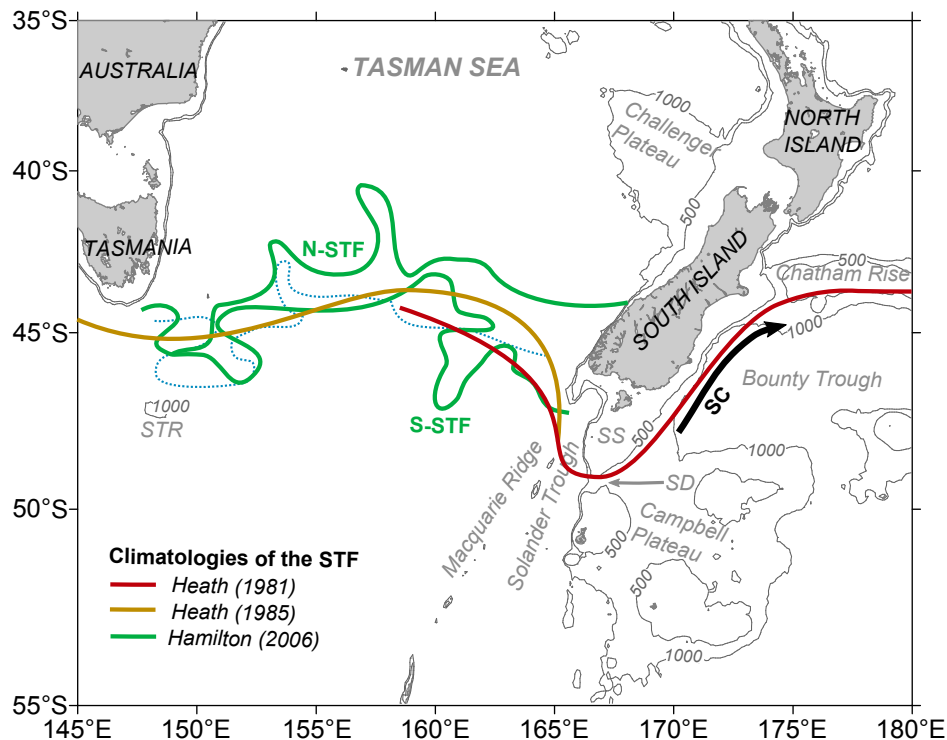 35°S
40°S
45°S
50°S
55°S
145°E
150°E
155°E
160°E
165°E
170°E
175°E
180°E
AUSTRALIA
TASMAN SEA
1000
Challenger
Plateau
NORTH
ISLAND
500
TASMANIA
N-STF
SOUTH ISLAND
500
Chatham Rise
1000
Bounty Trough
SC
1000
STR
S-STF
SS
500
1000
SD
Macquarie Ridge
Solander Trough
Campbell
Plateau
500
500
1000
Climatologies of the STF
Heath (1981)
Heath (1985)
Hamilton (2006)